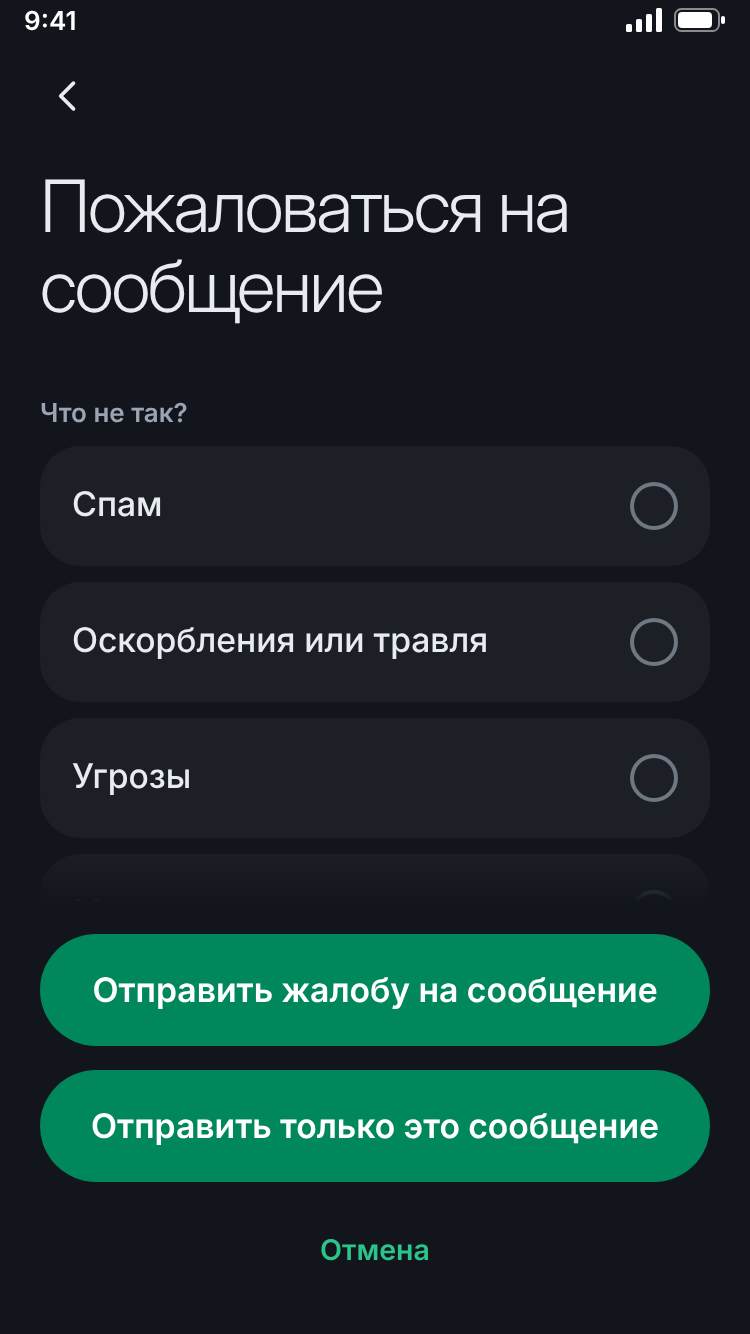 9:41
Пожаловаться на
сообщение
Что не так?
Спам
Оскорбления или травля
Угрозы
Отправить жалобу на сообщение
Отправить только это сообщение
Отмена